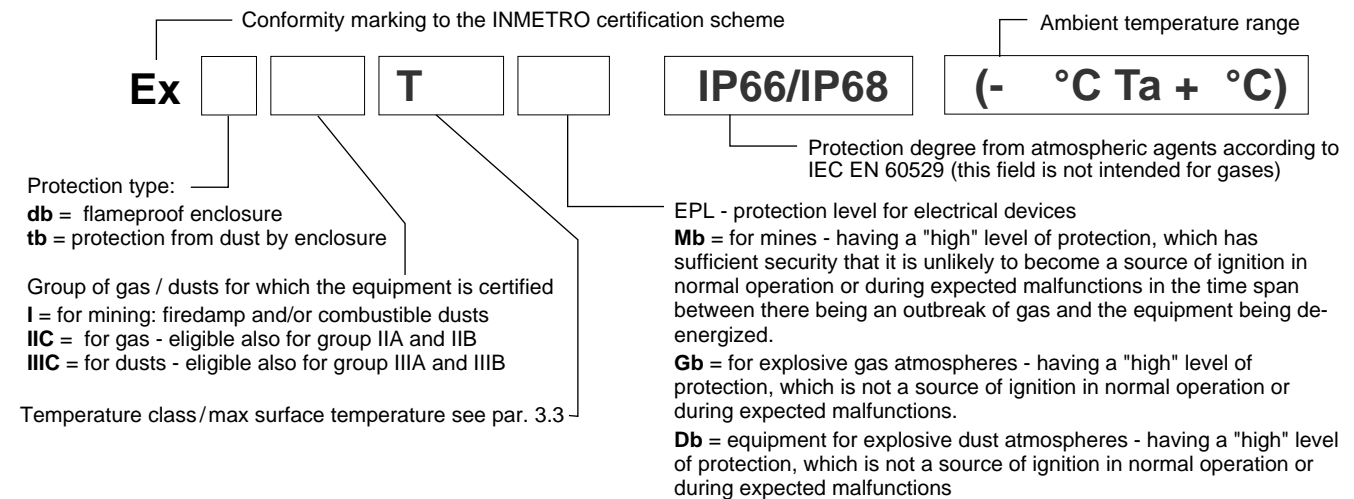 Conformity marking to the INMETRO certification scheme
Ambient temperature range
Ex T IP66/IP68 (- °C Ta + °C)
Protection degree from atmospheric agents according to
IEC EN 60529 (this field is not intended for gases)
Protection type:
db = flameproof enclosure
tb = protection from dust by enclosure
Group of gas / dusts for which the equipment is certified
I = for mining: firedamp and/or combustible dusts
IIC = for gas - eligible also for group IIA and IIB
IIIC = for dusts - eligible also for group IIIA and IIIB
Temperature class/max surface temperature see par. 3.3
EPL - protection level for electrical devices
Mb = for mines - having a "high" level of protection, which has
sufficient security that it is unlikely to become a source of ignition in
normal operation or during expected malfunctions in the time span
between there being an outbreak of gas and the equipment being de-
energized.
Gb = for explosive gas atmospheres - having a "high" level of
protection, which is not a source of ignition in normal operation or
during expected malfunctions.
Db = equipment for explosive dust atmospheres - having a "high" level
of protection, which is not a source of ignition in normal operation or
during expected malfunctions